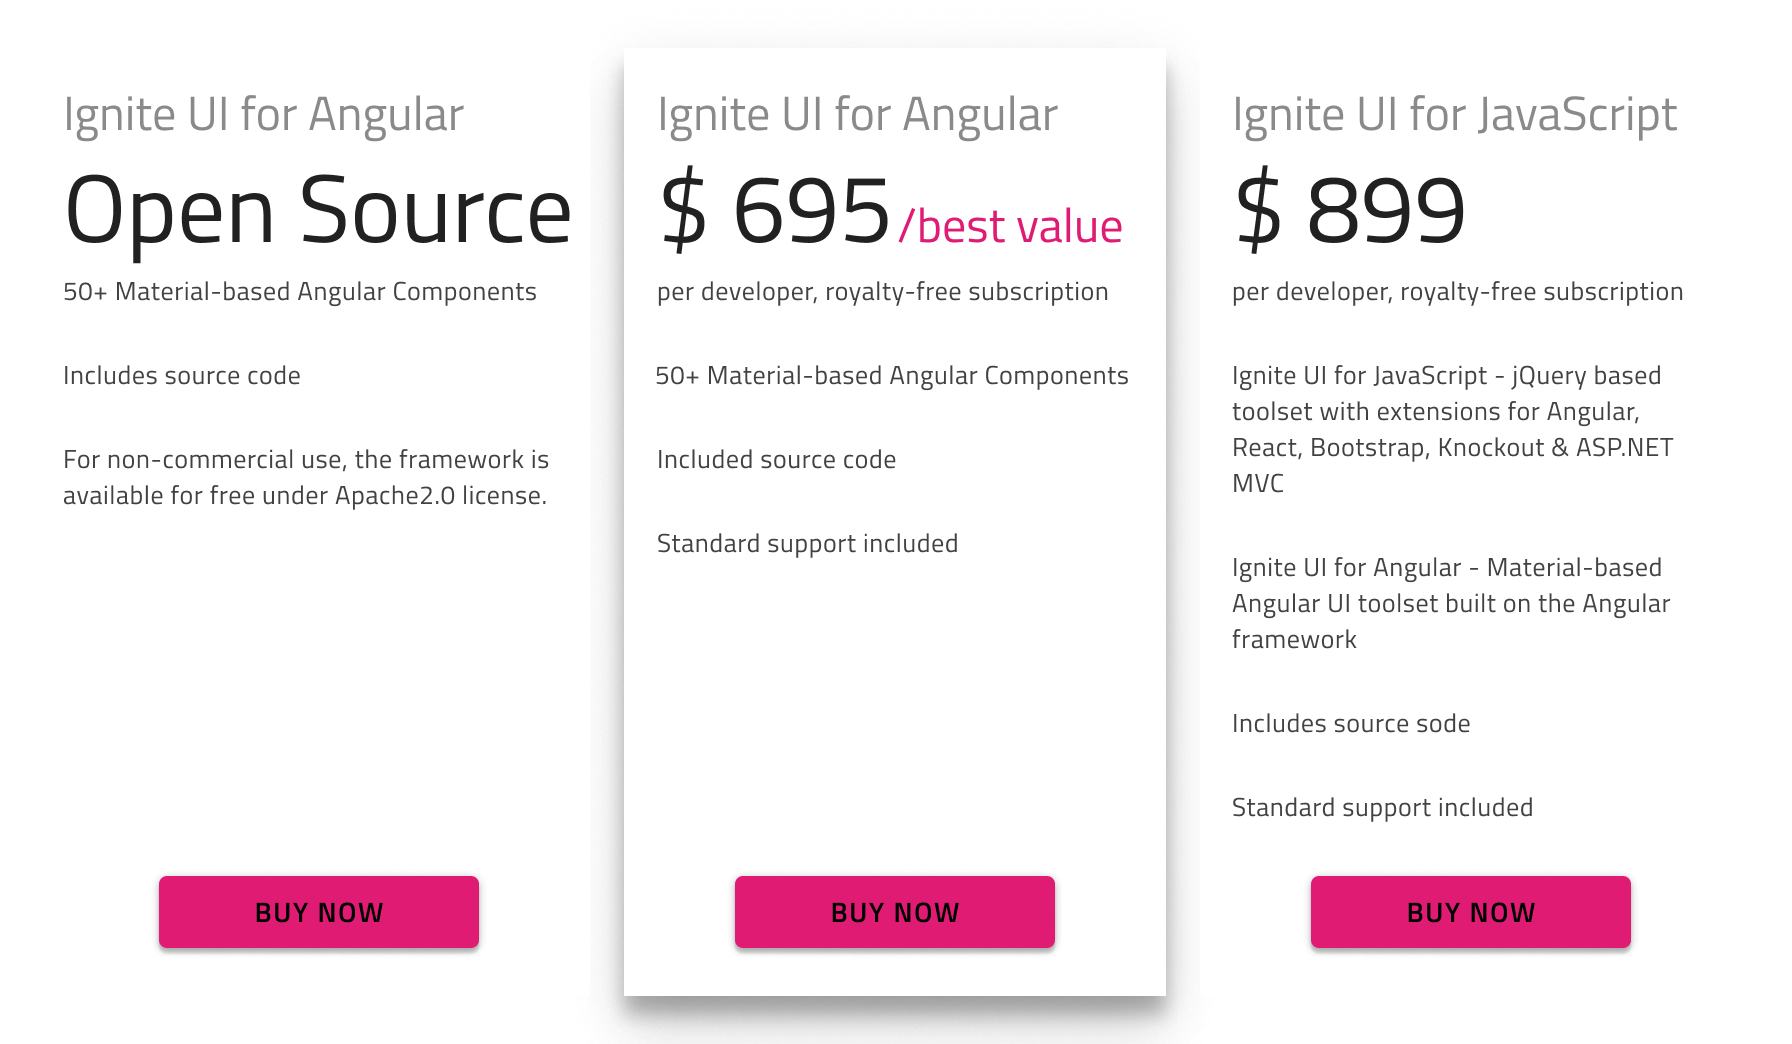 Ignite UI for Angular
Open Source
50+ Material-based Angular Components
Includes source code
For non-commercial use, the framework is
available for free under Apache2.0 license.
BUY NOW
Ignite UI for Angular
$ 695/best value
per developer, royalty-free subscription
50+ Material-based Angular Components
Included source code
Standard support included
BUY NOW
Ignite UI for JavaScript
$ 899
per developer, royalty-free subscription
Ignite UI for JavaScript - jQuery based
toolset with extensions for Angular,
React, Bootstrap, Knockout & ASP.NET
MVC
Ignite UI for Angular - Material-based
Angular UI toolset built on the Angular
framework
Includes source sode
Standard support included
BUY NOW